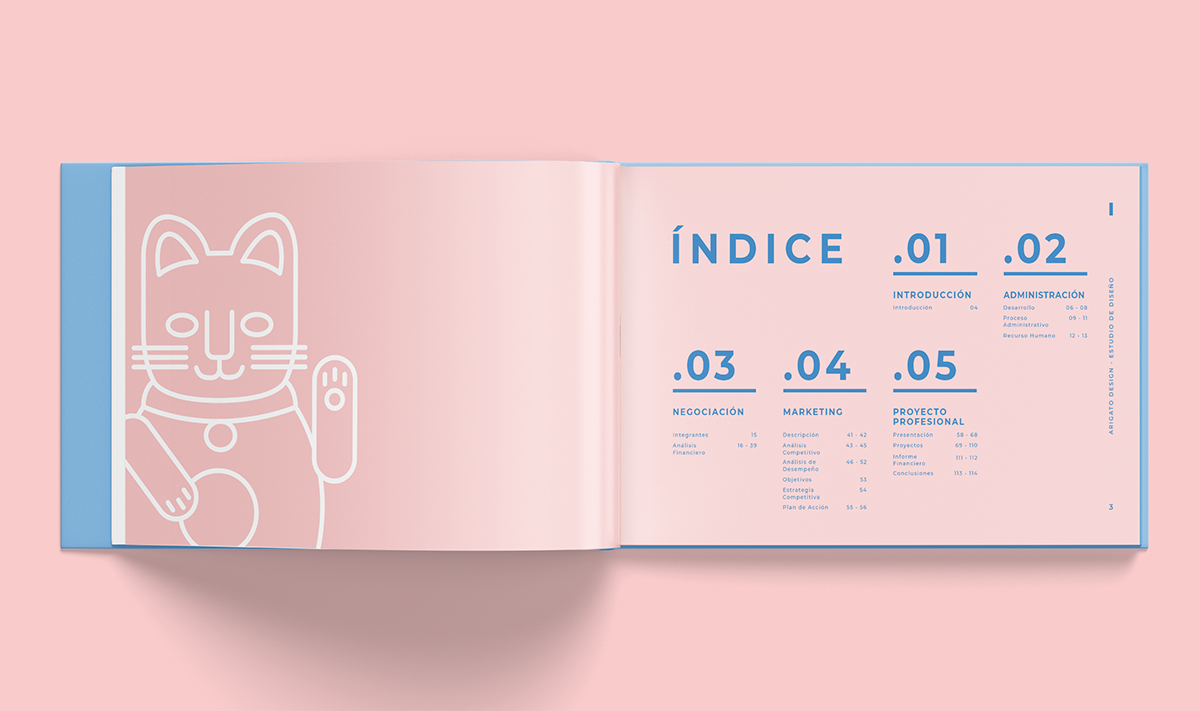 ÍNDICE
.01
INTRODUCCIÓN
Introducción 04
.02
ADMINISTRACIÓN
Desarrollo 06 - 08
Proceso 09 - 11
Administrativo
Recurso Humano 12 - 13
.03
NEGOCIACIÓN
Integrantes 15
Análisis 16 - 39
Financiero
.04
MARKETING
Descripción 41 - 42
Análisis 43 - 45
Competitivo
Análisis de 46 - 52
Desempeño
Objetivos 53
Estrategia 54
Competitiva
Plan de Acción 55 - 56
.05
PROYECTO
PROFESIONAL
Presentación 58 - 68
Proyectos 69 - 110
Informe 111 - 112
Financiero
Conclusiones 113 - 114
ARIGATO DESIGN - ESTUDIO DE DISEÑO
3